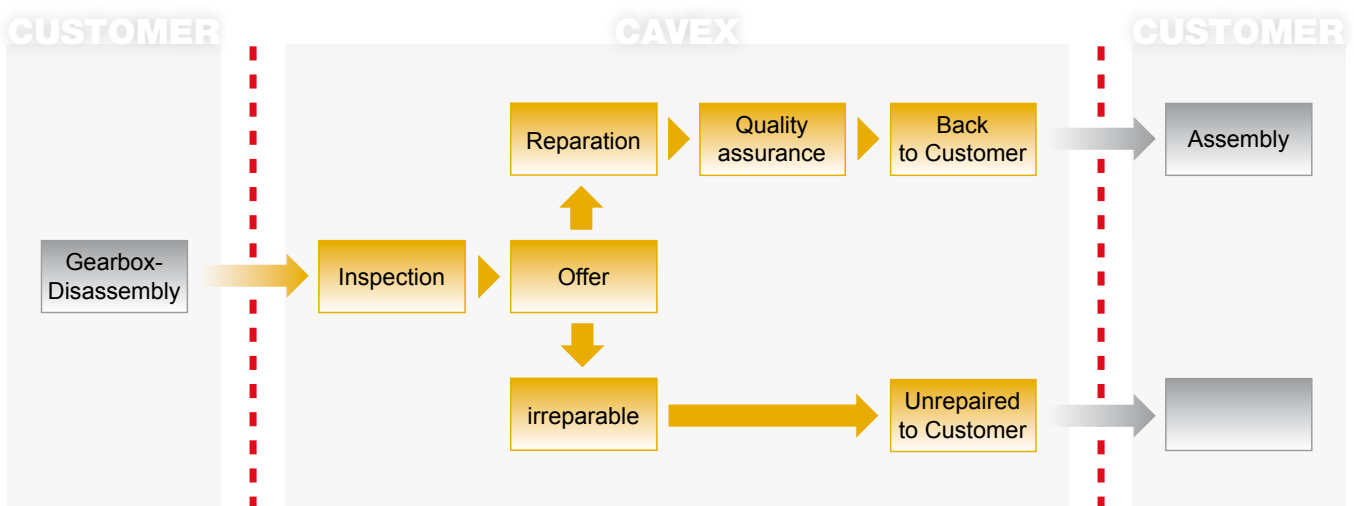 CUSTOMER
CAVEX
CUSTOMER
Reparation
Quality
assurance
Back
to Customer
Assembly
Gearbox-
Disassembly
Inspection
Offer
irreparable
Unrepaired
to Customer